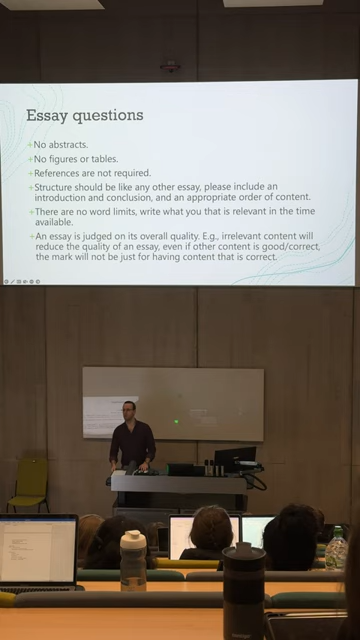 Essay questions
No abstracts.
No figures or tables.
References are not required.
Structure should be like any other essay, please include an
introduction and conclusion, and an appropriate order of content.
There are no word limits, write what you that is relevant in the time
available.
An essay is judged on its overall quality. E.g., irrelevant content will
reduce the quality of an essay, even if other content is good/correct,
the mark will not be just for having content that is correct.